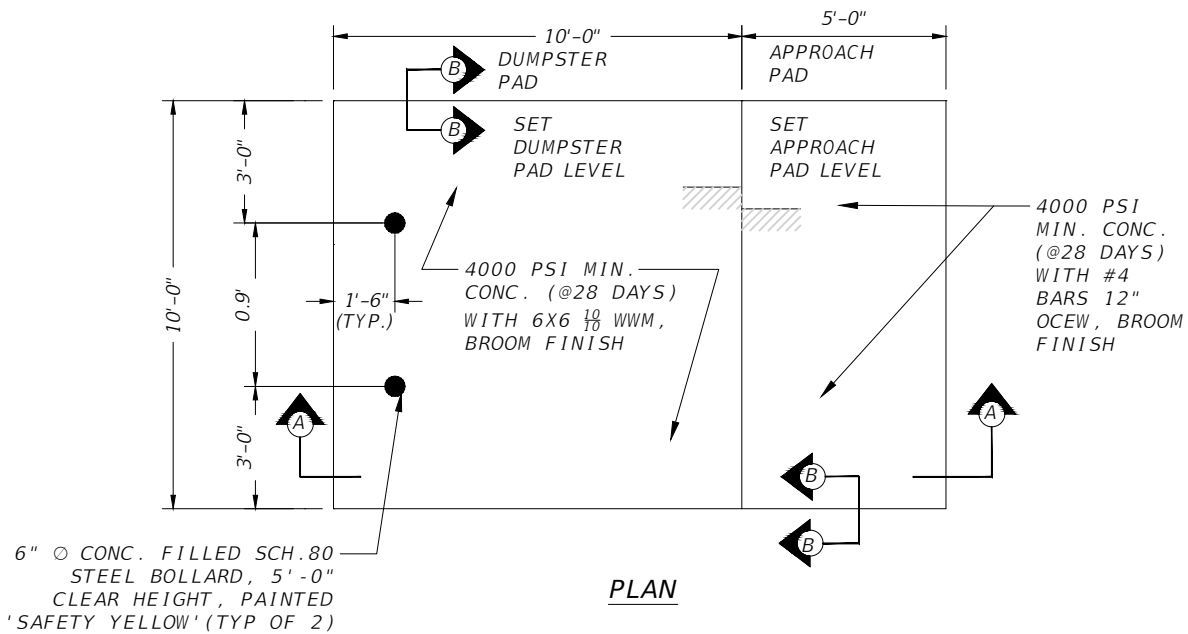 5'-0"
10'-0"
DUMPSTER
PAD
APPROACH
PAD
B
B
SET
DUMPSTER
PAD LEVEL
SET
APPROACH
PAD LEVEL
3'-0"
10'-0"
0.9'
3'-0"
1'-6"
(TYP.)
4000 PSI MIN.
CONC. (@28 DAYS)
WITH 6X6 10/10 WWM,
BROOM FINISH
4000 PSI
MIN. CONC.
(@28 DAYS)
WITH #4
BARS 12"
OCEW, BROOM
FINISH
A
A
B
B
6" ∅ CONC. FILLED SCH.80
STEEL BOLLARD, 5'-0"
CLEAR HEIGHT, PAINTED
'SAFETY YELLOW'(TYP OF 2)
PLAN